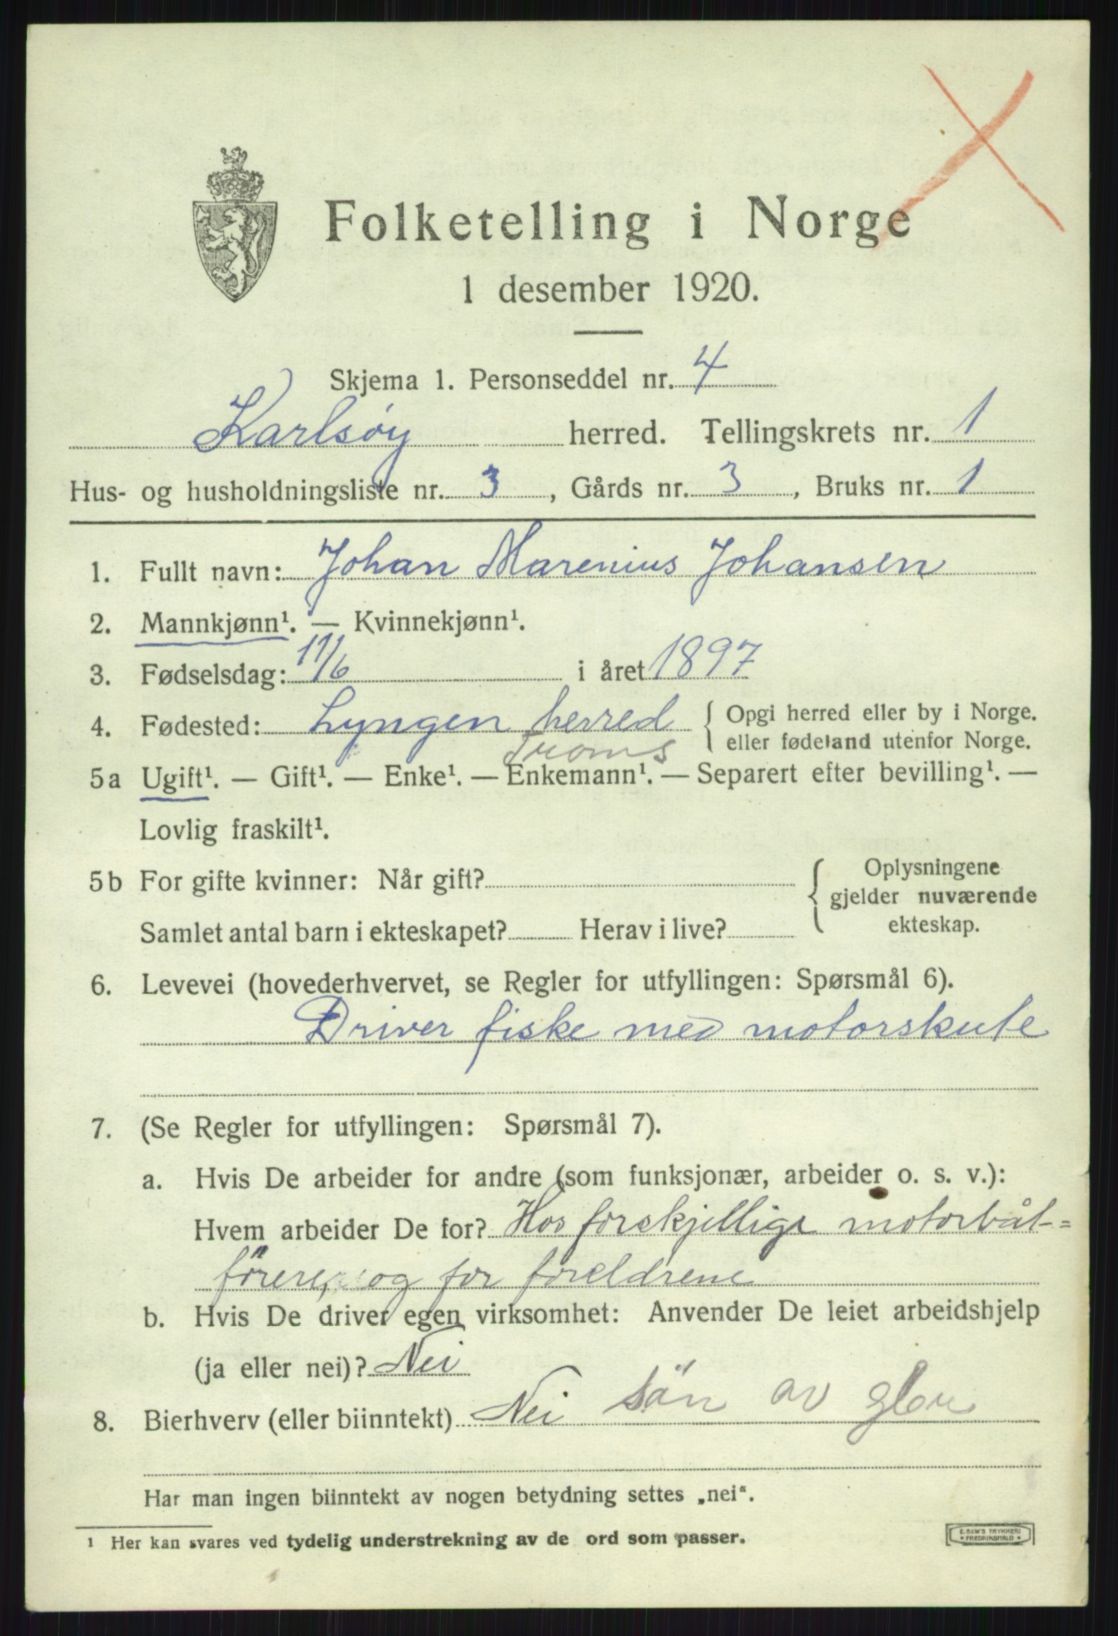 Folketelling i Norge
1 desember 1920.
Skjema 1. Personseddel nr. 4
Karlsøy herred. Tellingskrets nr. 1
Hus- og husholdningsliste nr. 3, Gårds nr. 3, Bruks nr. 1
1. Fullt navn: Johan Marenius Johansen
2. Mannkjønn¹. — Kvinnekjønn¹.
3. Fødselsdag: 11/6 i året 1897
4. Fødested: Lyngen herred { Opgi herred eller by i Norge.
eller fødeland utenfor Norge.
Troms
5a Ugift¹. — Gift¹. — Enke¹. — Enkemann¹. — Separert efter bevilling¹. —
Lovlig fraskilt¹.
5b For gifte kvinner: Når gift?
Samlet antal barn i ekteskapet? Herav i live?
Oplysningene
gjelder nuværende
ekteskap.
6. Levevei (hovederhvervet, se Regler for utfyllingen: Spørsmål 6).
Driver fiske med motorskute
7. (Se Regler for utfyllingen: Spørsmål 7).
a. Hvis De arbeider for andre (som funksjonær, arbeider o. s. v.):
Hvem arbeider De for? Hos forskjellige motorbåt=
förere, og for foreldrene
b. Hvis De driver egen virksomhet: Anvender De leiet arbeidshjelp
(ja eller nei)? Nei
8. Bierhverv (eller biinntekt) Nei sön av
Har man ingen biinntekt av nogen betydning settes „nei“.
¹ Her kan svares ved tydelig understrekning av de ord som passer.